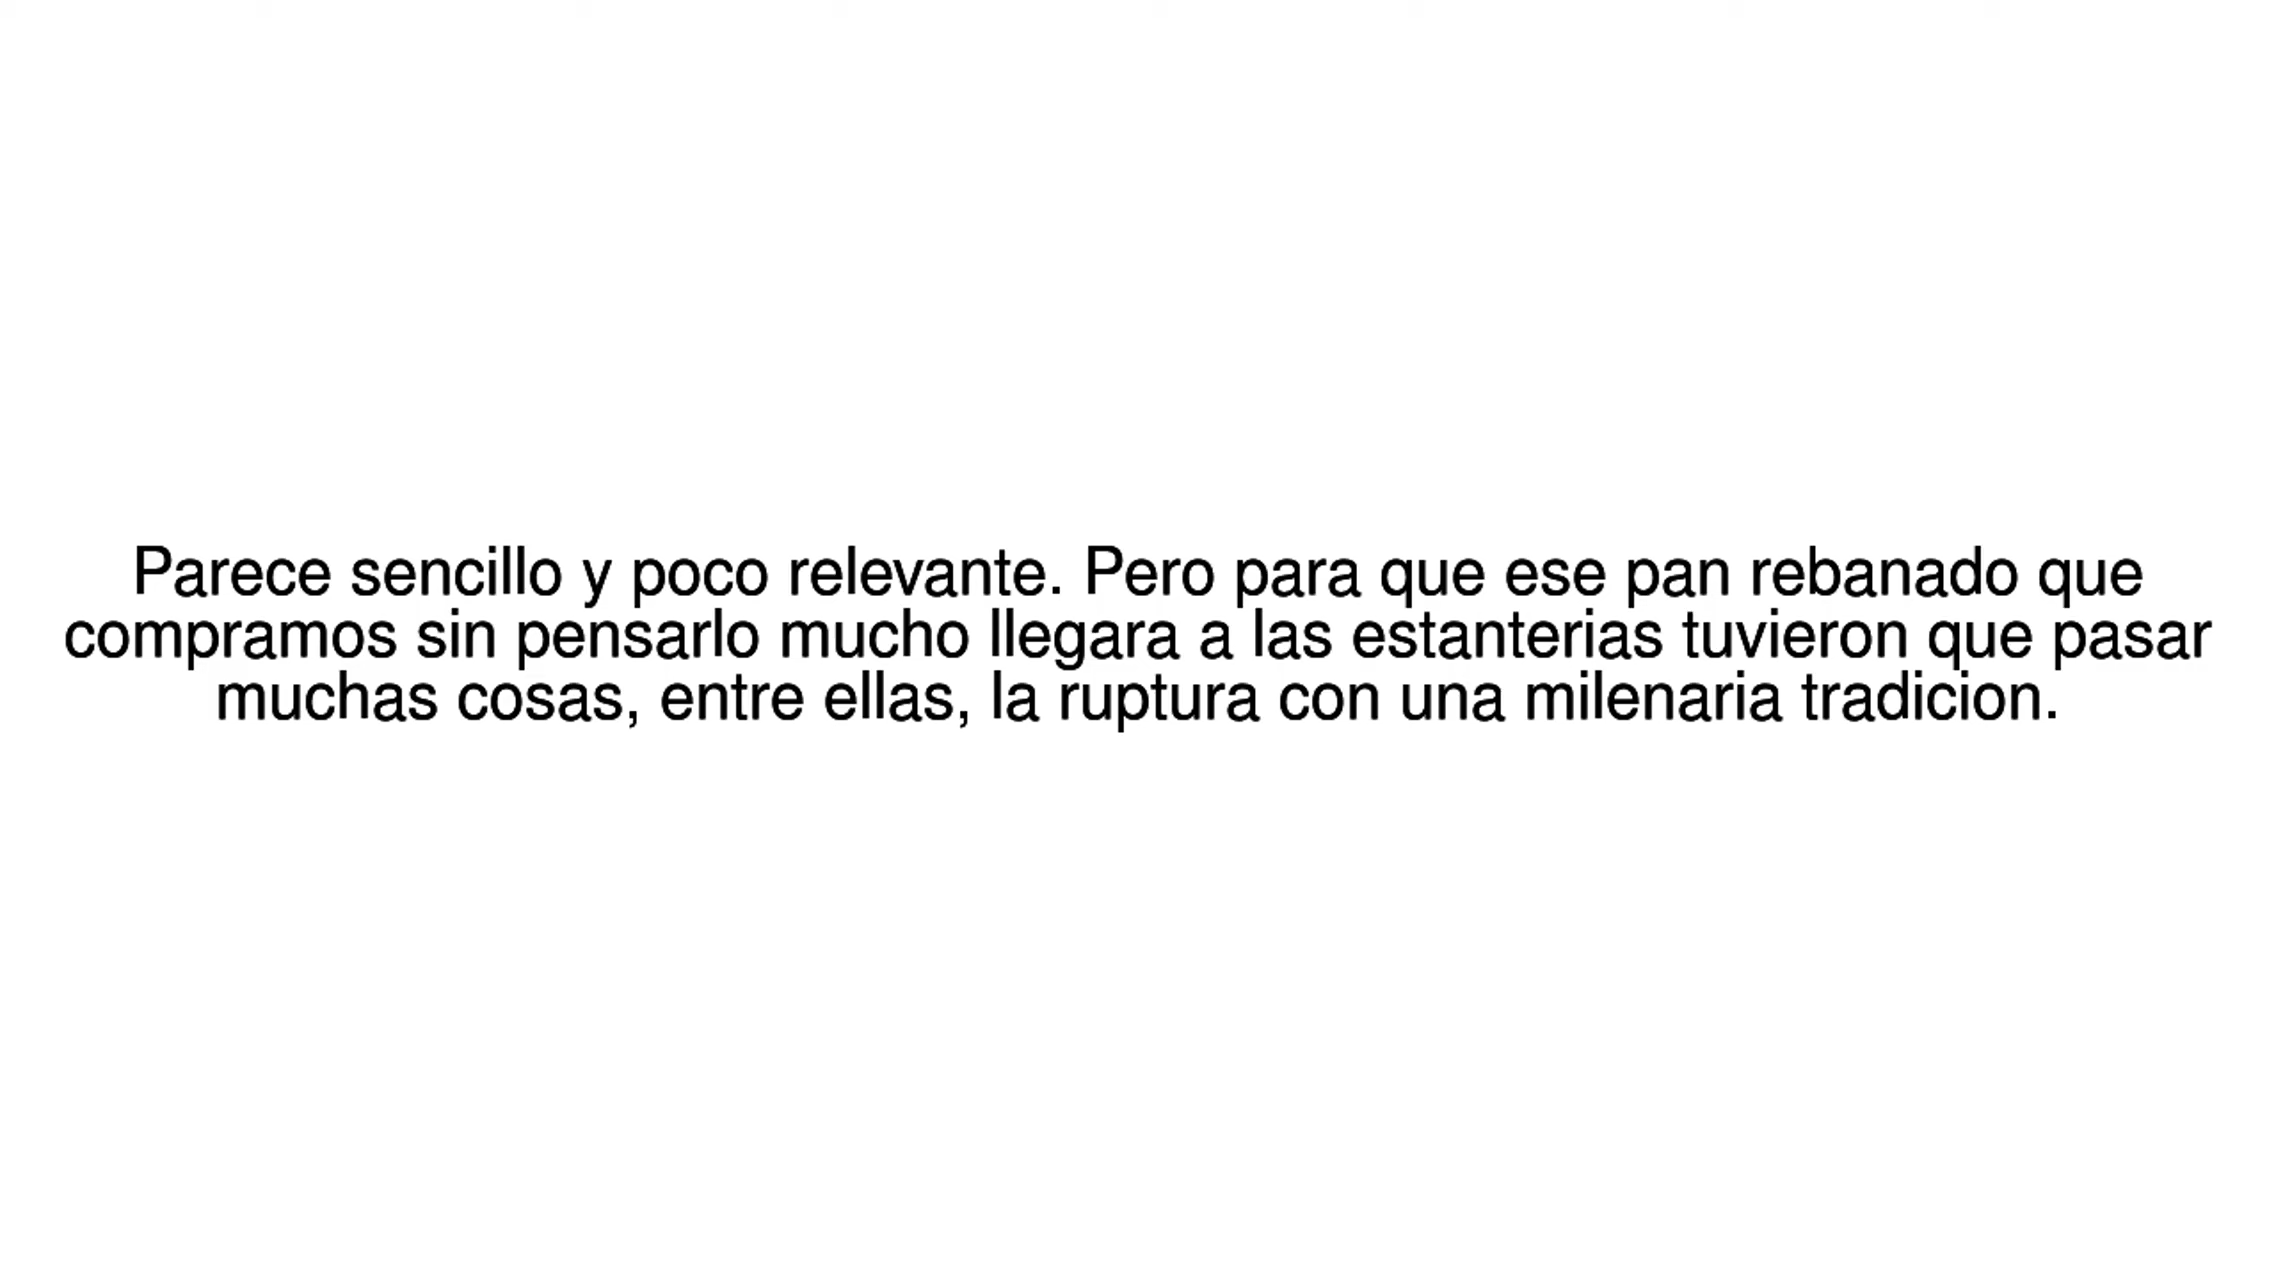 Parece sencillo y poco relevante. Pero para que ese pan rebanado que
compramos sin pensarlo mucho llegara a las estanterias tuvieron que pasar
muchas cosas, entre ellas, la ruptura con una milenaria tradicion.